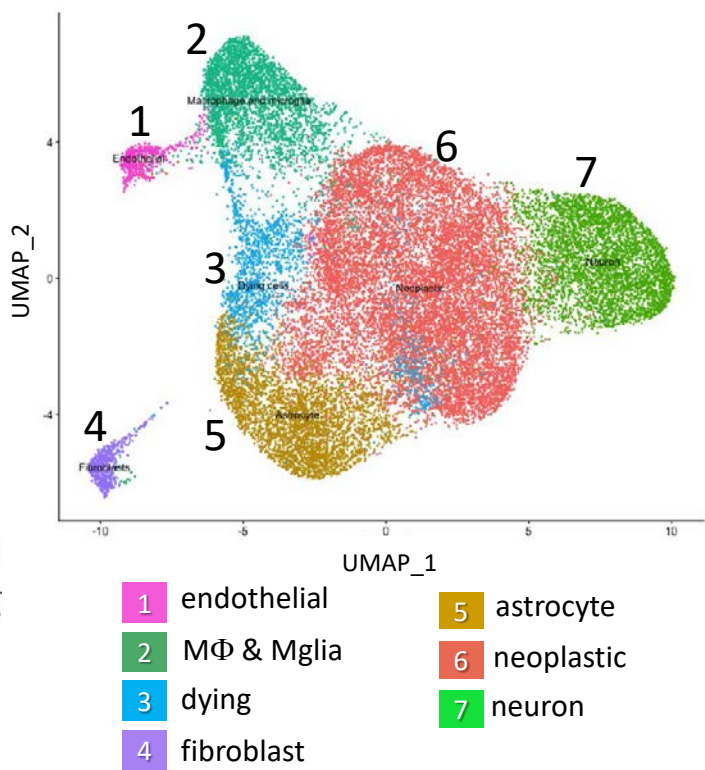 2
Macrophage and microglia
1
6
4
Endothelial
7
UMAP_2
3
0
Dying cells
Neoplastic
Neuron
-4
Astrocyte
4
5
Fibroblasts
-10
-5
0
5
10
UMAP_1
1 endothelial
2 MΦ & Mglia
3 dying
4 fibroblast
5 astrocyte
6 neoplastic
7 neuron